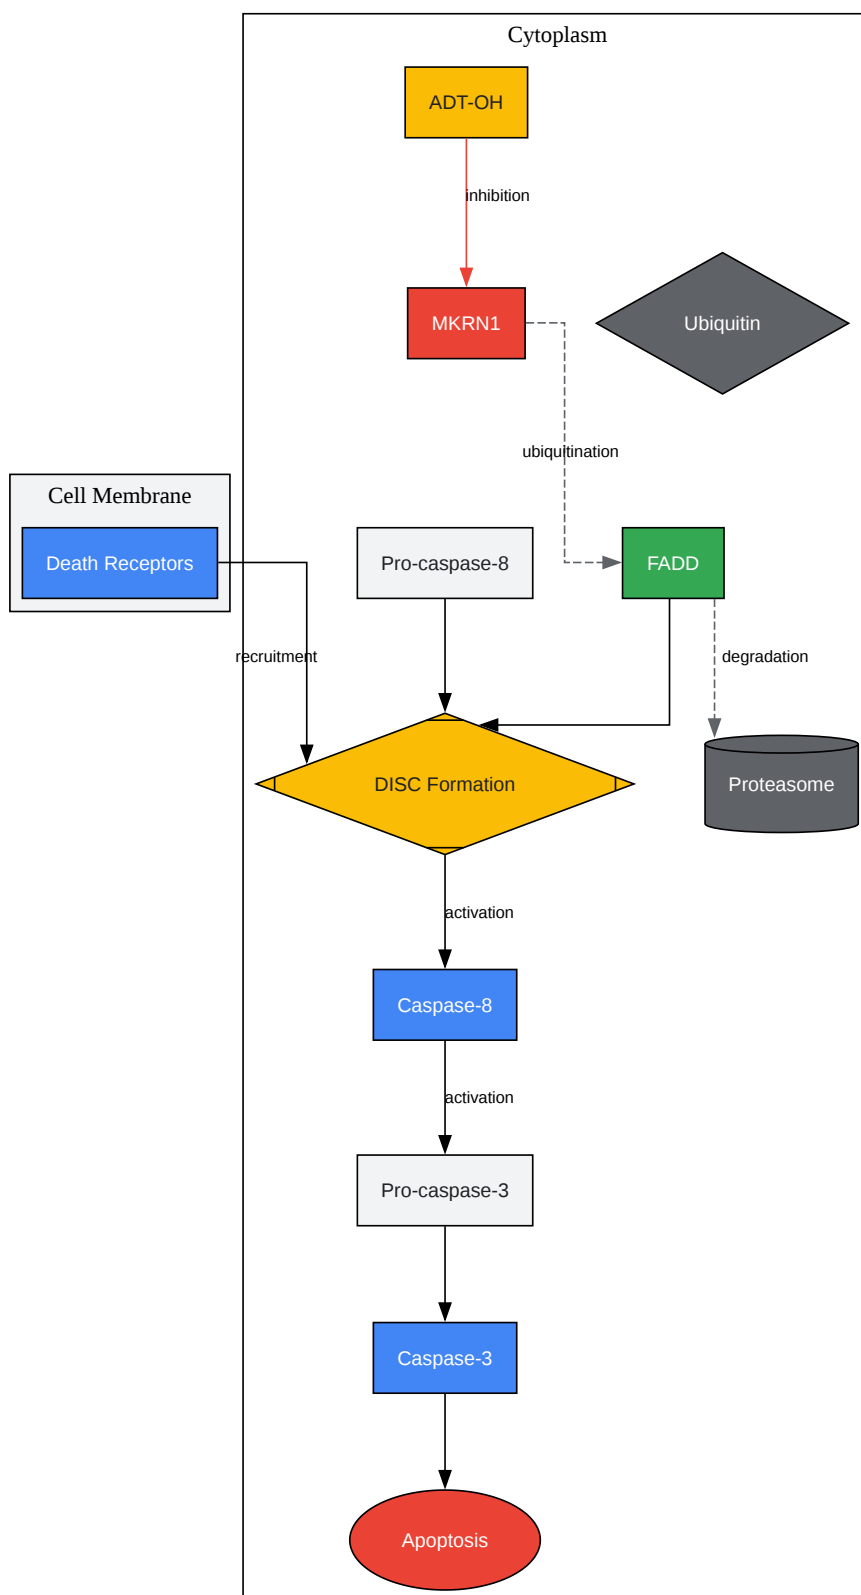 Cytoplasm
ADT-OH
inhibition
MKRN1
Ubiquitin
ubiquitination
Cell Membrane
Death Receptors
Pro-caspase-8
FADD
recruitment
degradation
DISC Formation
Proteasome
activation
Caspase-8
activation
Pro-caspase-3
Caspase-3
Apoptosis